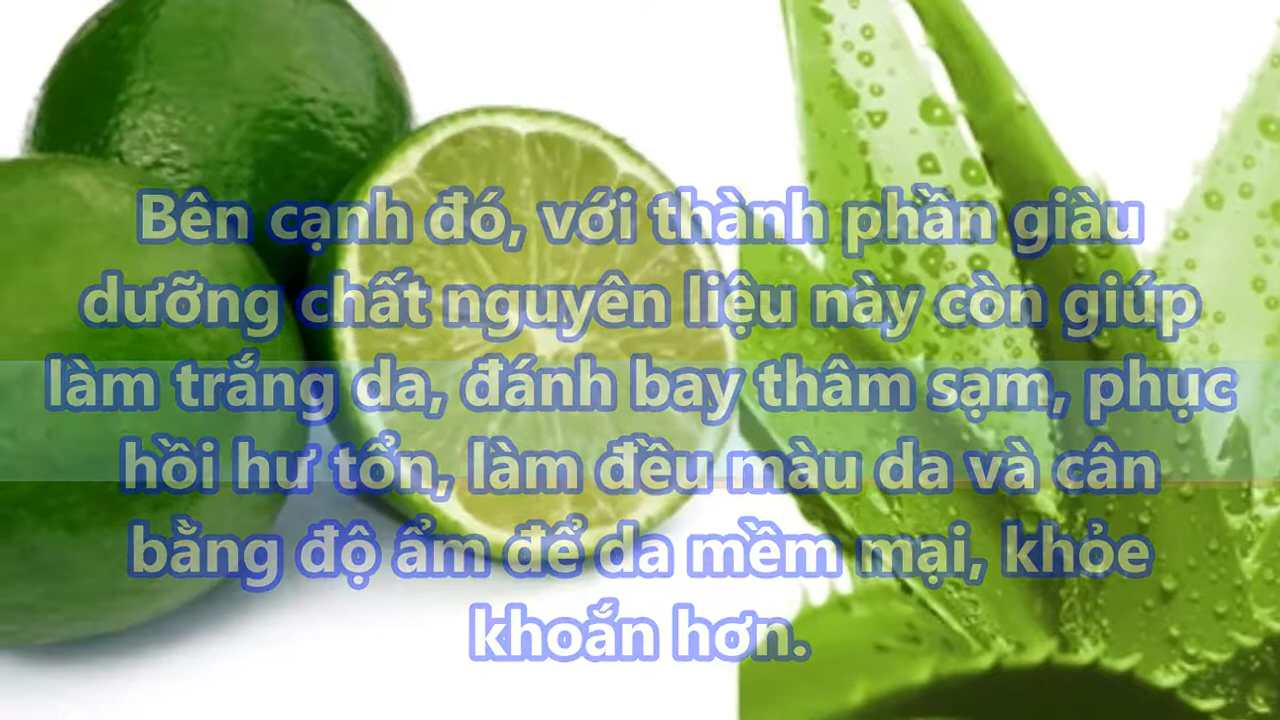 Bên cạnh đó, với thành phần giàu
dưỡng chất nguyên liệu này còn giúp
làm trắng da, đánh bay thâm sạm, phục
hồi hư tổn, làm đều màu da và cân
bằng độ ẩm để da mềm mại, khỏe
khoắn hơn.